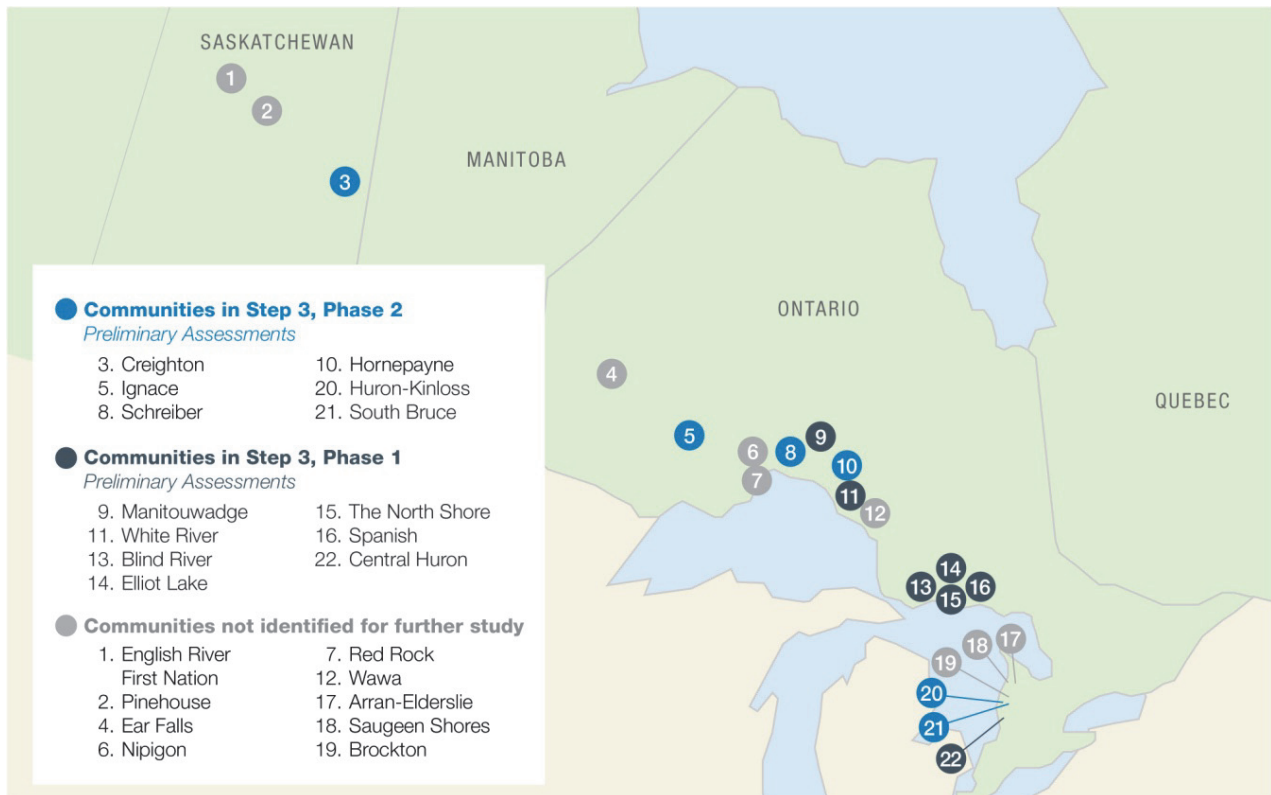 SASKATCHEWAN
1
2
MANITOBA
3
ONTARIO
QUEBEC
4
5
6
7
8
9
10
11
12
13
14
15
16
17
18
19
20
21
22
Communities in Step 3, Phase 2
Preliminary Assessments
3. Creighton
5. Ignace
8. Schreiber
10. Hornepayne
20. Huron-Kinloss
21. South Bruce
Communities in Step 3, Phase 1
Preliminary Assessments
9. Manitouwadge
11. White River
13. Blind River
14. Elliot Lake
15. The North Shore
16. Spanish
22. Central Huron
Communities not identified for further study
1. English River
First Nation
2. Pinehouse
4. Ear Falls
6. Nipigon
7. Red Rock
12. Wawa
17. Arran-Elderslie
18. Saugeen Shores
19. Brockton